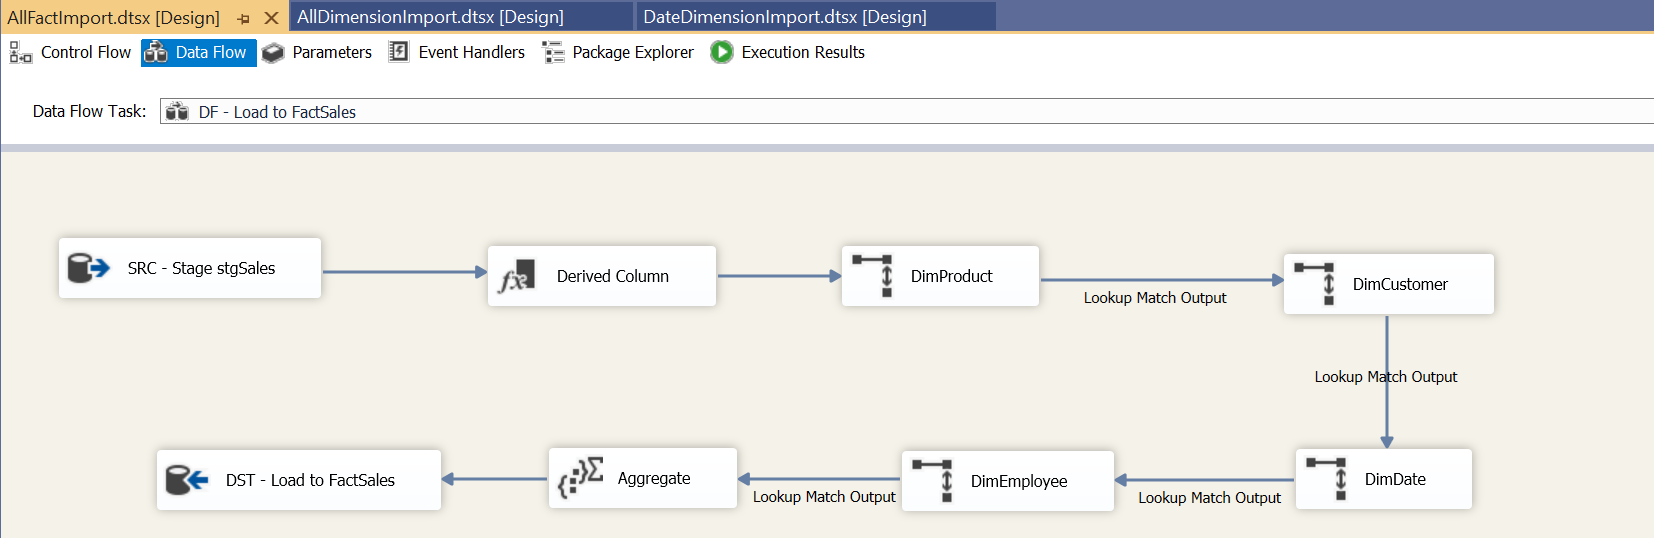 AllFactImport.dtsx [Design]
AllDimensionImport.dtsx [Design]
DateDimensionImport.dtsx [Design]
Control Flow
Data Flow
Parameters
Event Handlers
Package Explorer
Execution Results
Data Flow Task:
DF - Load to FactSales
SRC - Stage stgSales
Derived Column
DimProduct
Lookup Match Output
DimCustomer
Lookup Match Output
DimDate
Lookup Match Output
DimEmployee
Lookup Match Output
Aggregate
DST - Load to FactSales